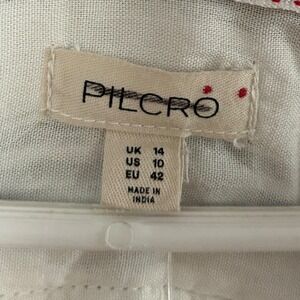 PILCRO
UK 14
US 10
EU 42
MADE IN
INDIA